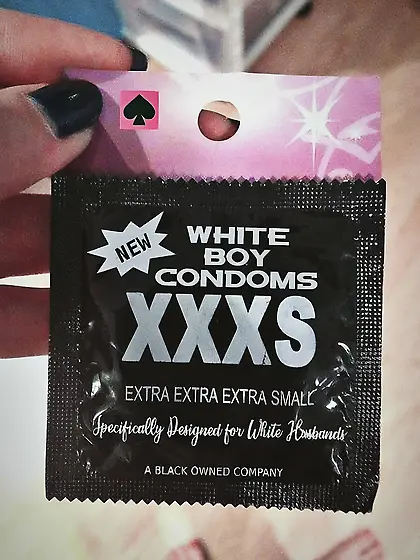 NEW
WHITE
BOY
CONDOMS
XXXS
EXTRA EXTRA EXTRA SMALL
Specifically Designed for White Husbands
A BLACK OWNED COMPANY